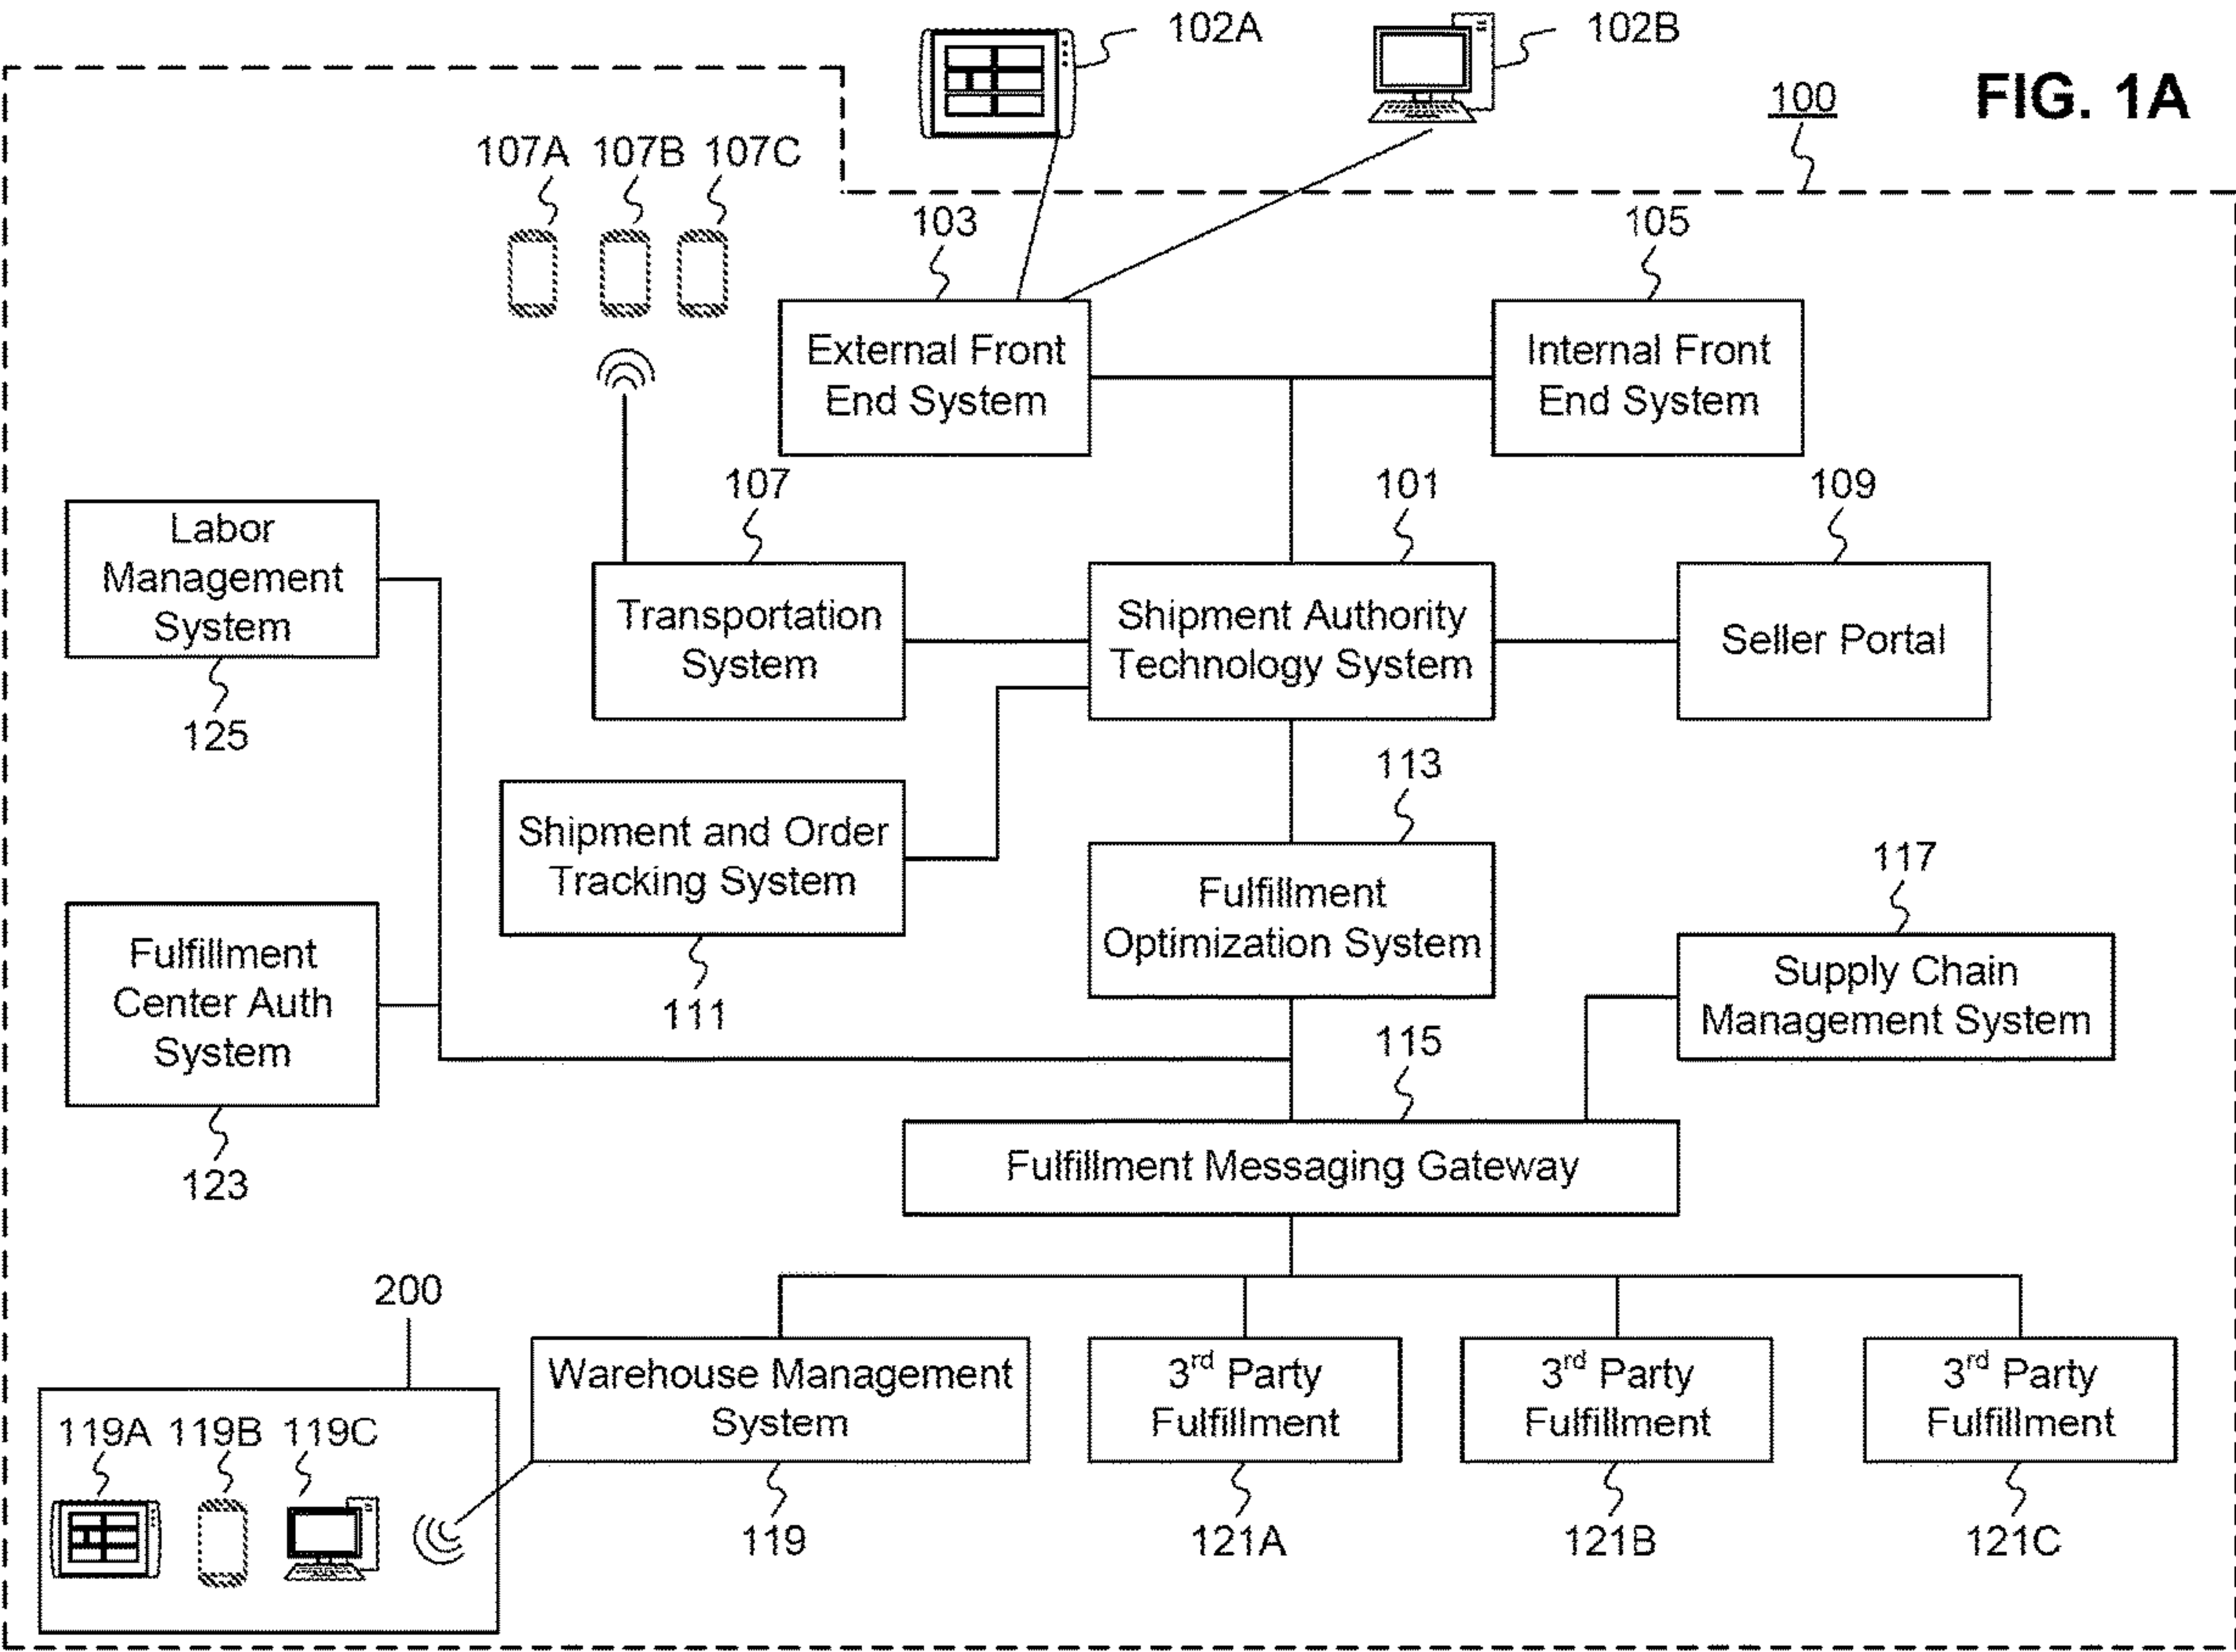 102A
102B
100
FIG. 1A
107A 107B 107C
103
105
External Front
End System
Internal Front
End System
107
101
109
Labor
Management
System
125
Transportation
System
Shipment Authority
Technology System
Seller Portal
113
Shipment and Order
Tracking System
111
Fulfillment
Optimization System
117
Supply Chain
Management System
Fulfillment
Center Auth
System
123
115
Fulfillment Messaging Gateway
200
119A 119B 119C
Warehouse Management
System
119
3rd Party
Fulfillment
121A
3rd Party
Fulfillment
121B
3rd Party
Fulfillment
121C